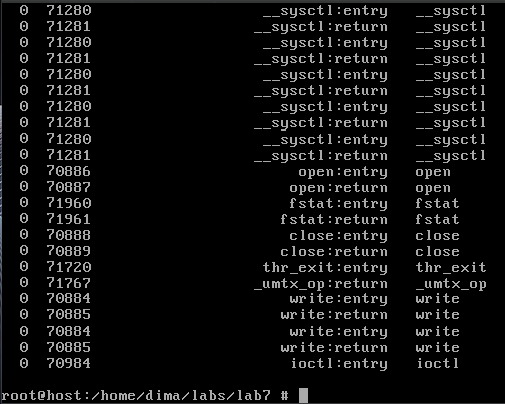 0 71280 __sysctl:entry __sysctl
0 71281 __sysctl:return __sysctl
0 71280 __sysctl:entry __sysctl
0 71281 __sysctl:return __sysctl
0 71280 __sysctl:entry __sysctl
0 71281 __sysctl:return __sysctl
0 71280 __sysctl:entry __sysctl
0 71281 __sysctl:return __sysctl
0 71280 __sysctl:entry __sysctl
0 71281 __sysctl:return __sysctl
0 70886 open:entry open
0 70887 open:return open
0 71960 fstat:entry fstat
0 71961 fstat:return fstat
0 70888 close:entry close
0 70889 close:return close
0 71720 thr_exit:entry thr_exit
0 71767 _umtx_op:return _umtx_op
0 70884 write:entry write
0 70885 write:return write
0 70884 write:entry write
0 70885 write:return write
0 70984 ioctl:entry ioctl
root@host:/home/dima/labs/lab7 #